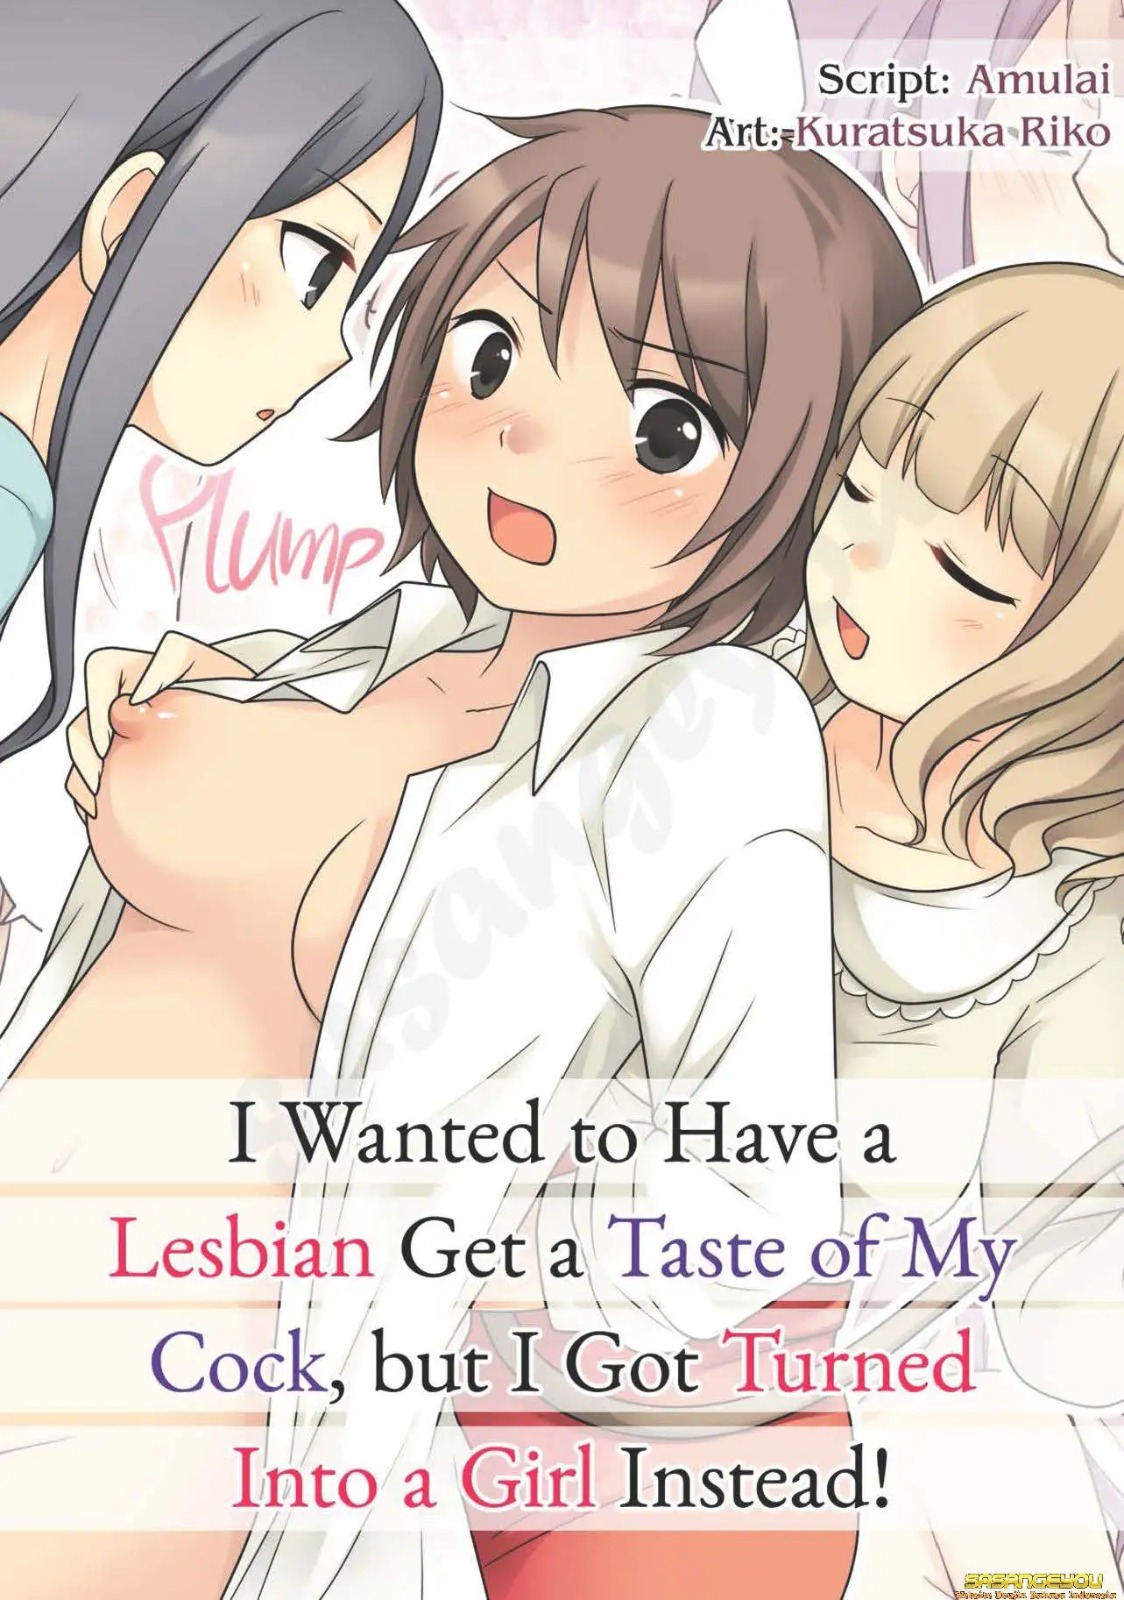 Script: Amulai
Art: Kuratsuka Riko
Plump
I Wanted to Have a
Lesbian Get a Taste of My
Cock, but I Got Turned
Into a Girl Instead!
SASANGEYOU